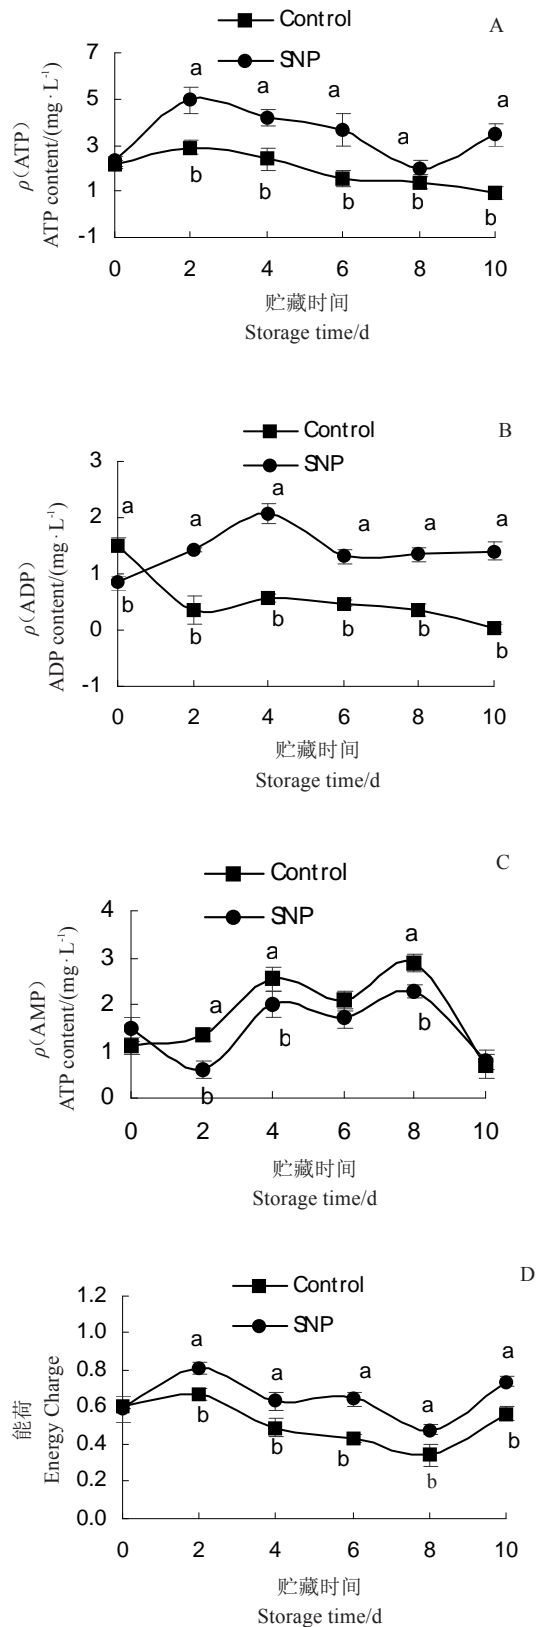 Control
A
SNP
7
5
3
1
-1
ρ(ATP)
ATP content/(mg·L⁻¹)
a
a
a
a
a
b
b
b
b
b
0 2 4 6 8 10
贮藏时间
Storage time/d
Control
B
SNP
3
2
1
0
-1
ρ(ADP)
ADP content/(mg·L⁻¹)
a
a
a
a
a
a
b
b
b
b
b
b
0 2 4 6 8 10
贮藏时间
Storage time/d
C
Control
SNP
4
3
2
1
0
ρ(AMP)
ATP content/(mg·L⁻¹)
a
a
a
b
b
b
0 2 4 6 8 10
贮藏时间
Storage time/d
D
Control
SNP
1.2
1.0
0.8
0.6
0.4
0.2
0.0
能荷
Energy Charge
a
a
a
a
a
b
b
b
b
b
0 2 4 6 8 10
贮藏时间
Storage time/d